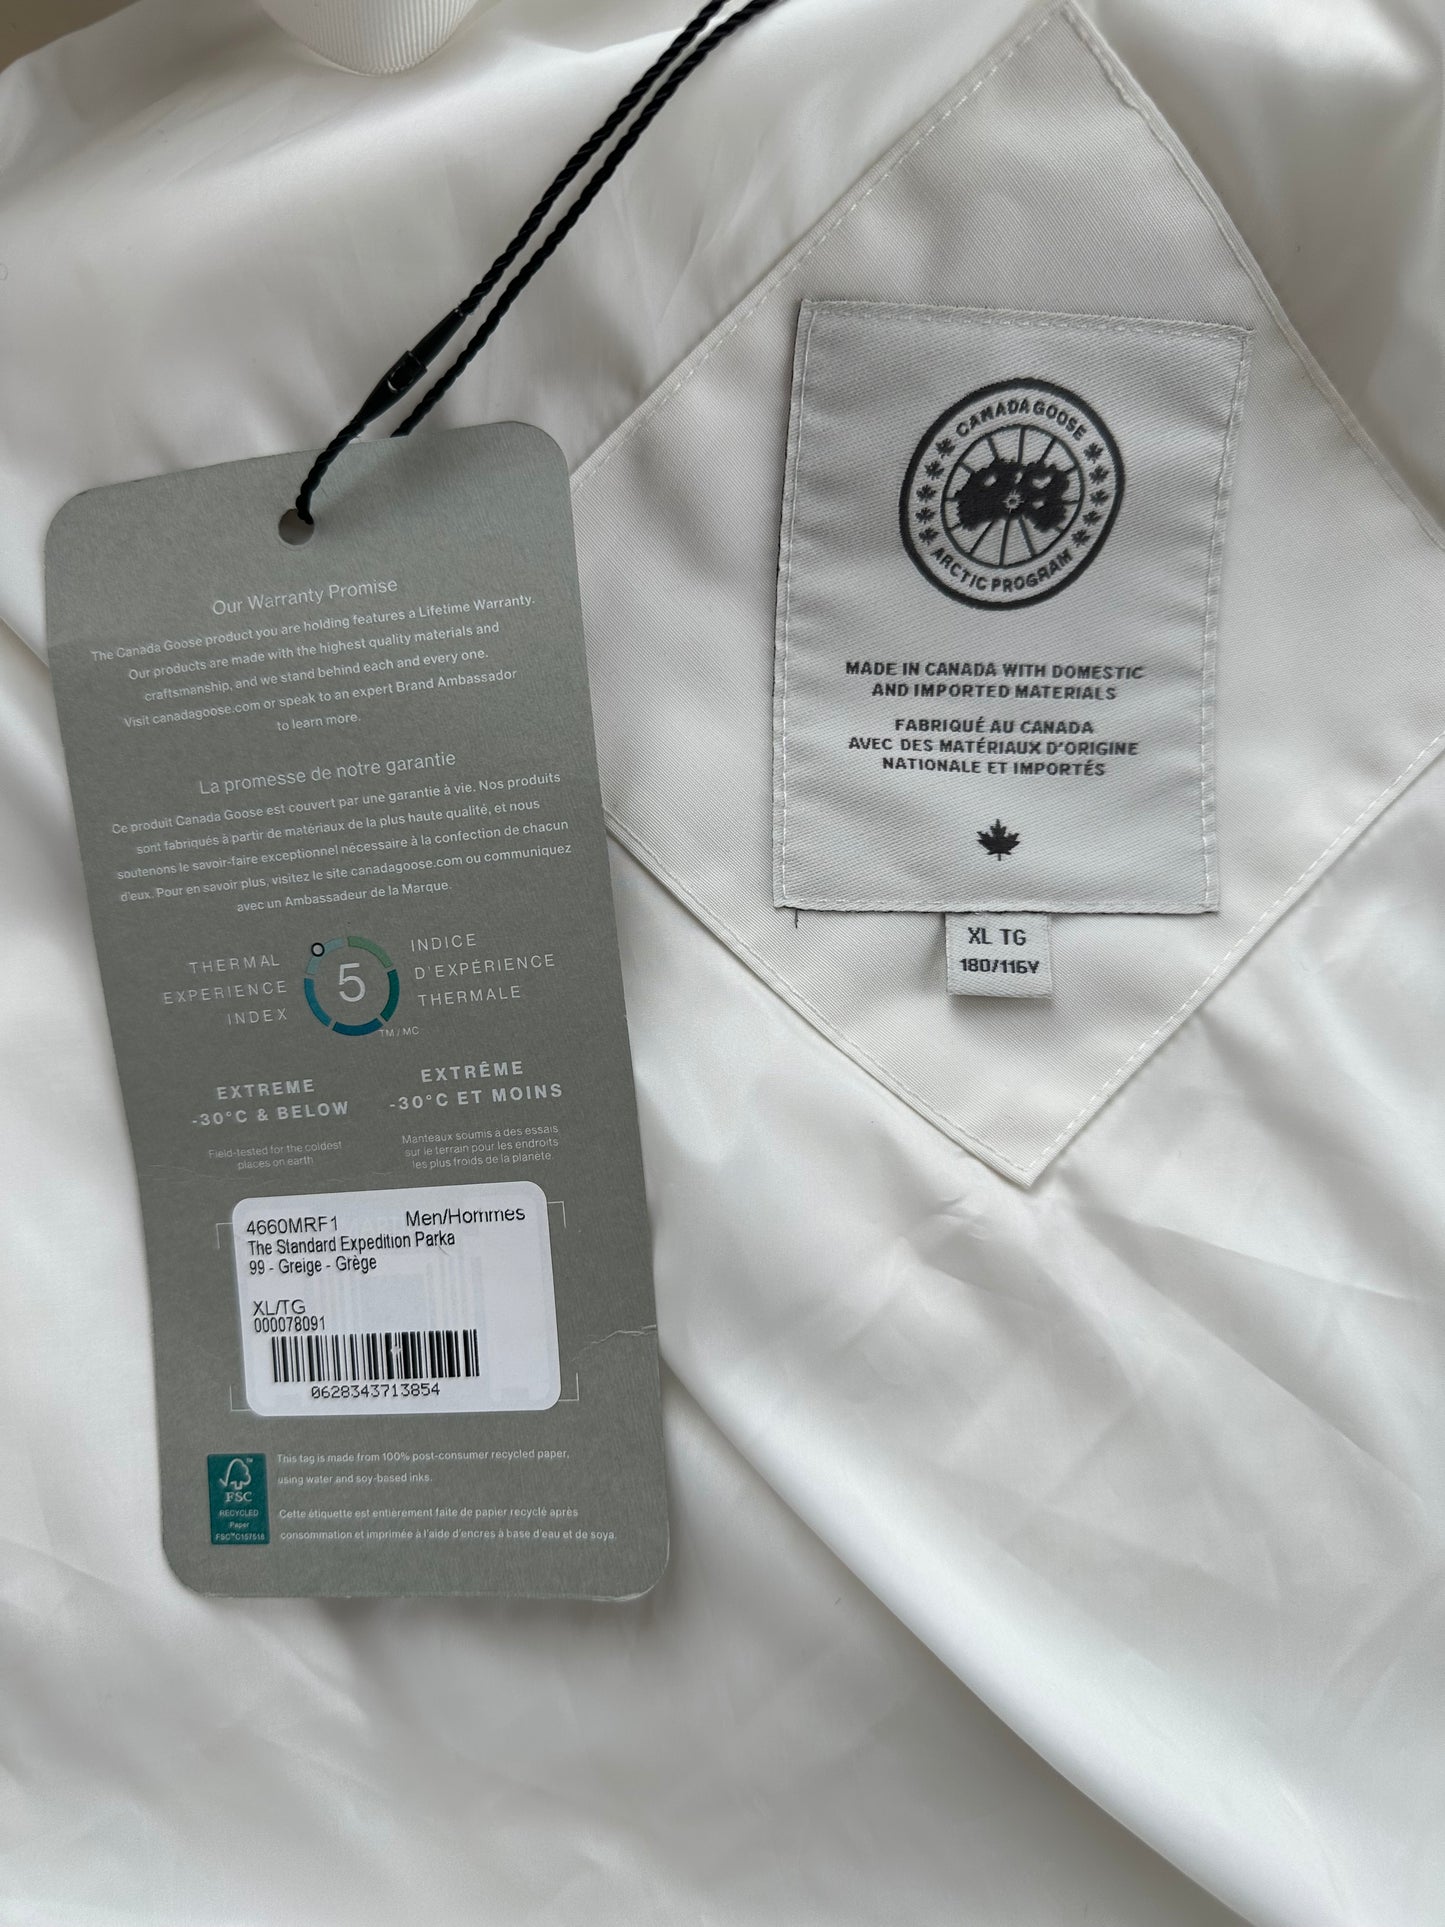 Our Warranty Promise
The Canada Goose product you are holding features a Lifetime Warranty.
Our products are made with the highest quality materials and
craftsmanship, and we stand behind each and every one.
Visit canadagoose.com or speak to an expert Brand Ambassador
to learn more.
La promesse de notre garantie
Ce produit Canada Goose est couvert par une garantie à vie. Nos produits
sont fabriqués à partir de matériaux de la plus haute qualité, et nous
soutenons le savoir-faire exceptionnel nécessaire à la confection de chacun
d'eux. Pour en savoir plus, visitez le site canadagoose.com ou communiquez
avec un Ambassadeur de la Marque.
THERMAL
EXPERIENCE
INDEX
5
TM/MC
INDICE
D'EXPÉRIENCE
THERMALE
EXTREME
-30°C & BELOW
Field-tested for the coldest
places on earth
EXTRÊME
-30°C ET MOINS
Manteaux soumis à des essais
sur le terrain pour les endroits
les plus froids de la planète.
4660MRF1 Men/Hommes
The Standard Expedition Parka
99 - Greige - Grège
XL/TG
000078091
0628343713854
FSC
RECYCLED
Paper
FSC™C157518
This tag is made from 100% post-consumer recycled paper,
using water and soy-based inks.
Cette étiquette est entièrement faite de papier recyclé après
consommation et imprimée à l'aide d'encres à base d'eau et de soya.
CANADA GOOSE
ARCTIC PROGRAM
MADE IN CANADA WITH DOMESTIC
AND IMPORTED MATERIALS
FABRIQUÉ AU CANADA
AVEC DES MATÉRIAUX D'ORIGINE
NATIONALE ET IMPORTÉS
XL TG
180/116Y